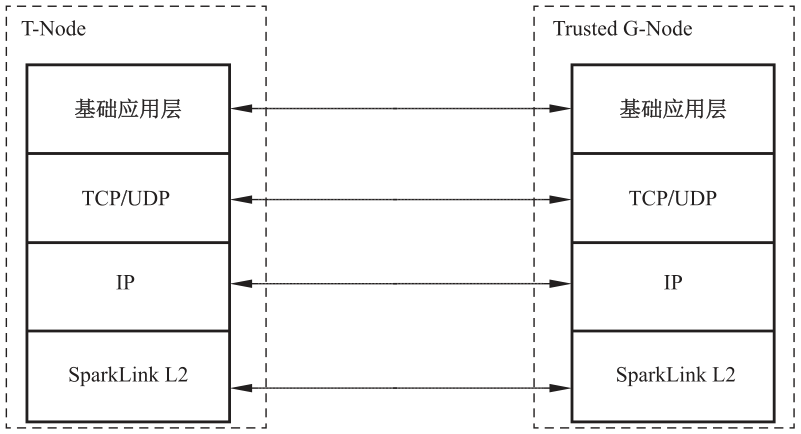 T-Node
基础应用层
TCP/UDP
IP
SparkLink L2
Trusted G-Node
基础应用层
TCP/UDP
IP
SparkLink L2